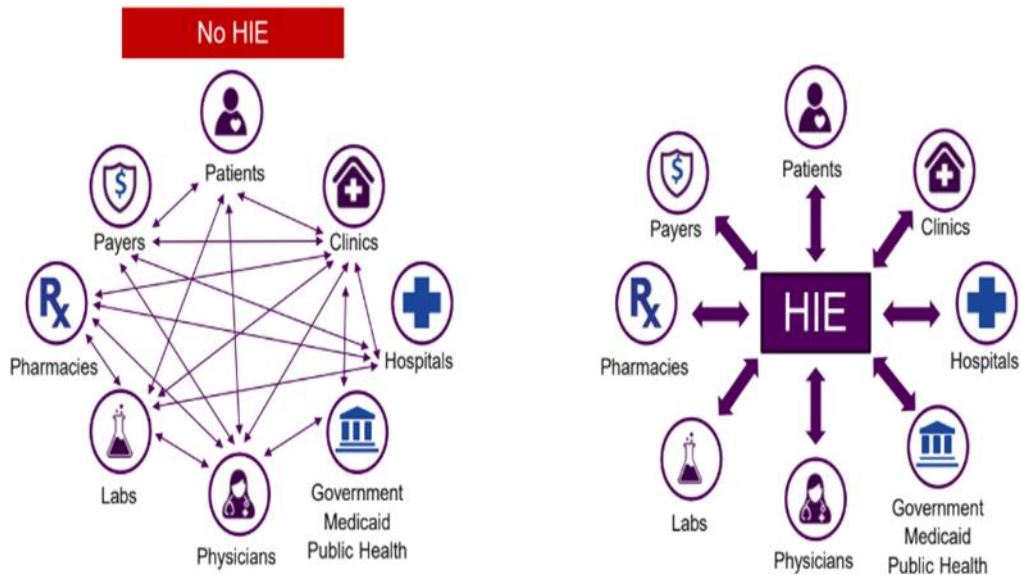 No HIE
Patients
$
Payers
Clinics
Rx
Pharmacies
Hospitals
Labs
Physicians
Government
Medicaid
Public Health
Patients
$
Payers
Clinics
Rx
Pharmacies
HIE
Hospitals
Labs
Physicians
Government
Medicaid
Public Health